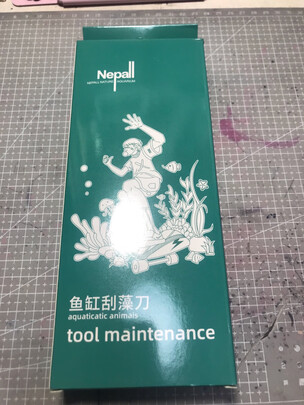 Nepall
鱼缸刮藻刀
aquaticatic animals
tool maintenance